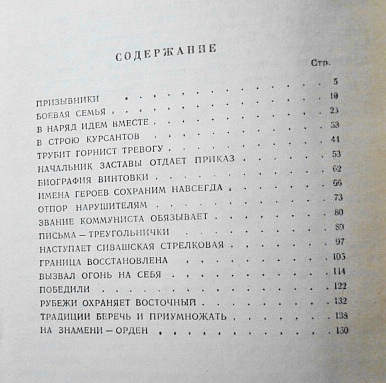 СОДЕРЖАНИЕ
Стр.
ПРИЗЫВНИКИ . . . . . . . . . . 5
БОЕВАЯ СЕМЬЯ . . . . . . . . . . 10
В НАРЯД ИДЕМ ВМЕСТЕ . . . . . . . . 23
В СТРОЮ КУРСАНТОВ . . . . . . . . 33
ТРУБИТ ГОРНИСТ ТРЕВОГУ . . . . . . . 44
НАЧАЛЬНИК ЗАСТАВЫ ОТДАЕТ ПРИКАЗ . . . . 53
БИОГРАФИЯ ВИНТОВКИ . . . . . . . . 62
ИМЕНА ГЕРОЕВ СОХРАНИМ НАВСЕГДА . . . . 66
ОТПОР НАРУШИТЕЛЯМ . . . . . . . . 73
ЗВАНИЕ КОММУНИСТА ОБЯЗЫВАЕТ . . . . . 80
ПИСЬМА—ТРЕУГОЛЬНИЧКИ . . . . . . . 89
НАСТУПАЕТ СИВАШСКАЯ СТРЕЛКОВАЯ . . . . 97
ГРАНИЦА ВОССТАНОВЛЕНА . . . . . . . 105
ВЫЗВАЛ ОГОНЬ НА СЕБЯ . . . . . . . 114
ПОБЕДИЛИ . . . . . . . . . . 122
РУБЕЖИ ОХРАНЯЕТ ВОСТОЧНЫЙ . . . . . . 132
ТРАДИЦИИ БЕРЕЧЬ И ПРИУМНОЖАТЬ . . . . 138
НА ЗНАМЕНИ—ОРДЕН . . . . . . . . 150